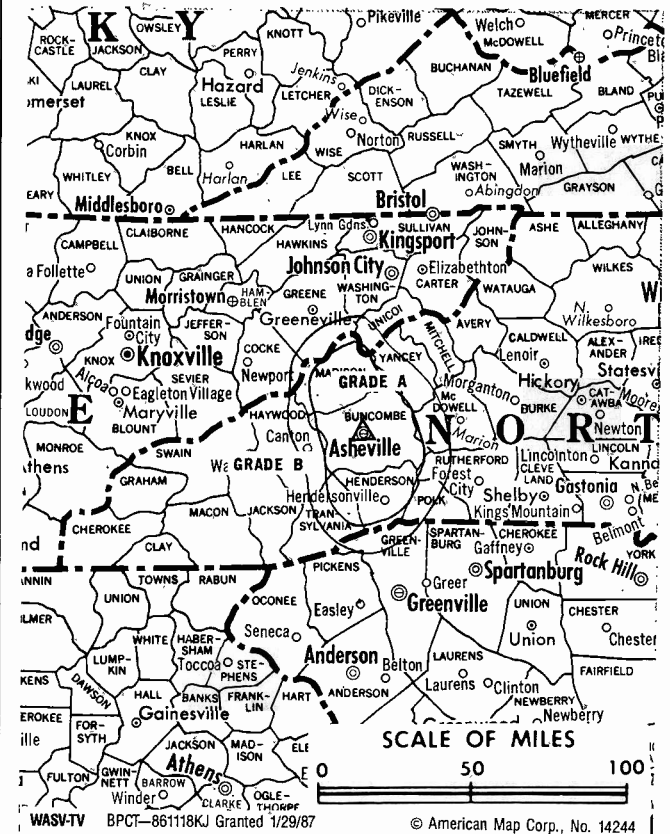 K Y
OWSLEY
ROCK-
CASTLE
JACKSON
CLAY
LAUREL
PERRY
KNOTT
Pikeville
Welch
McDOWELL
MERCER
BUCHANAN
Bluefield
Jenkins
Hazard
LESLIE
LETCHER
DICK-
ENSON
TAZEWELL
BLAND
Wise
Norton
RUSSELL
WISE
KNOX
Corbin
HARLAN
BELL
LEE
SCOTT
SMYTH
Marion
Wytheville
WYTHE
WHITLEY
Harlan
WASH-
INGTON
Abingdon
GRAYSON
Middlesboro
Bristol
CLAIBORNE
HANCOCK
Lynn Gdns.
SULLIVAN
JOHN-
SON
ASHE
ALLEGHANY
CAMPBELL
HAWKINS
Kingsport
a Follette
UNION
GRAINGER
Johnson City
Elizabethton
CARTER
WILKES
Morristown
HAM-
BLEN
GREENE
WASHING-
TON
WATAUGA
W
ANDERSON
Fountain
City
JEFFER-
SON
Greeneville
UNICOI
AVERY
N.
Wilkesboro
KNOX
Knoxville
COCKE
Newport
MITCHELL
YANCEY
MADISON
GRADE A
CALDWELL
Lenoir
ALEX-
ANDER
Statesv
Alcoa
SEVIER
Eagleton Village
Maryville
BLOUNT
LOUDON
E
Morganton
Hickory
CAT-
AWBA
Moore
Mc
DOWELL
BURKE
Newton
HAYWOOD
BUNCOMBE
Asheville
Canton
N O R T
Marion
LINCOLN
Lincolnton
MONROE
SWAIN
GRAHAM
GRADE B
RUTHERFORD
Forest
City
CLEVE
LAND
Kann
HENDERSON
Hendersonville
POLK
Shelby
Gastonia
Kings Mountain
CHEROKEE
MACON
JACKSON
TRAN-
SYLVANIA
Belmont
CLAY
GREEN-
VILLE
SPARTAN-
BURG
CHEROKEE
Gaffney
YORK
Rock Hill
TOWNS
RABUN
PICKENS
Spartanburg
UNION
OCONEE
Easley
Greer
Greenville
UNION
Union
CHESTER
Chester
WHITE
HABER-
SHAM
Seneca
Toccoa
STE-
PHENS
Anderson
Belton
LAURENS
Laurens
Clinton
FAIRFIELD
LUMP-
KIN
DAWSON
HALL
BANKS
FRANK-
LIN
HART
ANDERSON
NEWBERRY
Newberry
Gainesville
FOR-
SYTH
JACKSON
MAD-
ISON
Athens
FULTON
GWIN-
NETT
BARROW
Winder
CLARKE
OGLE-
THORPE
SCALE OF MILES
0 50 100
WASV-TV BPCT—861118KJ Granted 1/29/87
© American Map Corp., No. 14244